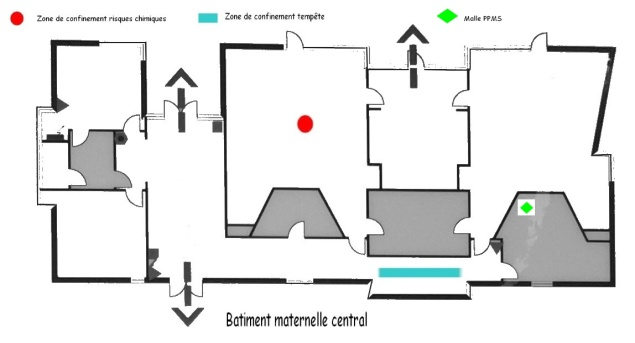 Zone de confinement risques chimiques
Zone de confinement tempête
Malle PPMS
Batiment maternelle central